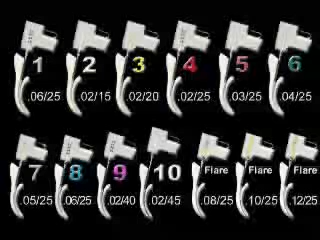 1 2 3 4 5 6
.06/25 .02/15 .02/20 .02/25 .03/25 .04/25
7 8 9 10 Flare Flare Flare
.05/25 .06/25 .02/40 .02/45 .08/25 .10/25 .12/25